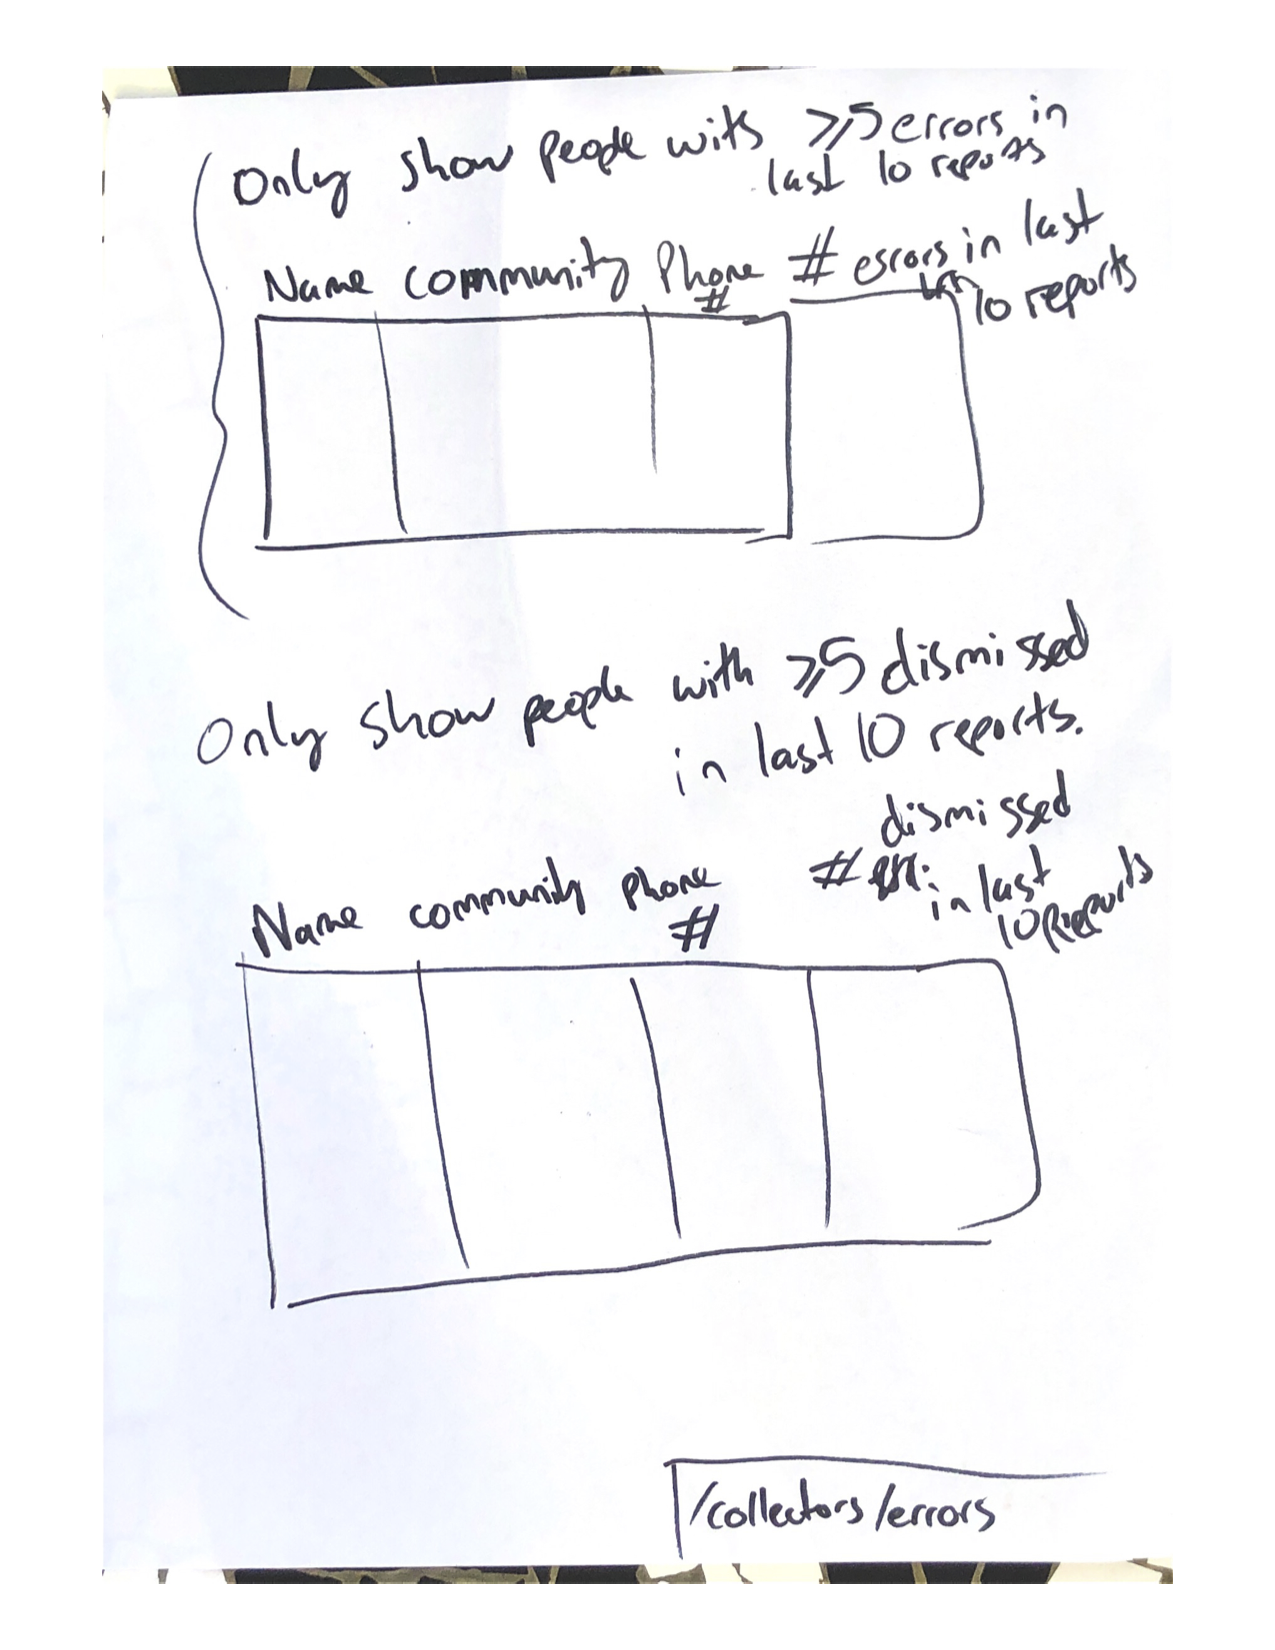 Only show people with ≥5 errors in
last 10 reports
Name community Phone # # errors in last
10 reports
Only show people with ≥5 dismissed
in last 10 reports.
dismissed
Name community phone # # in last
10 reports
/collectors/errors